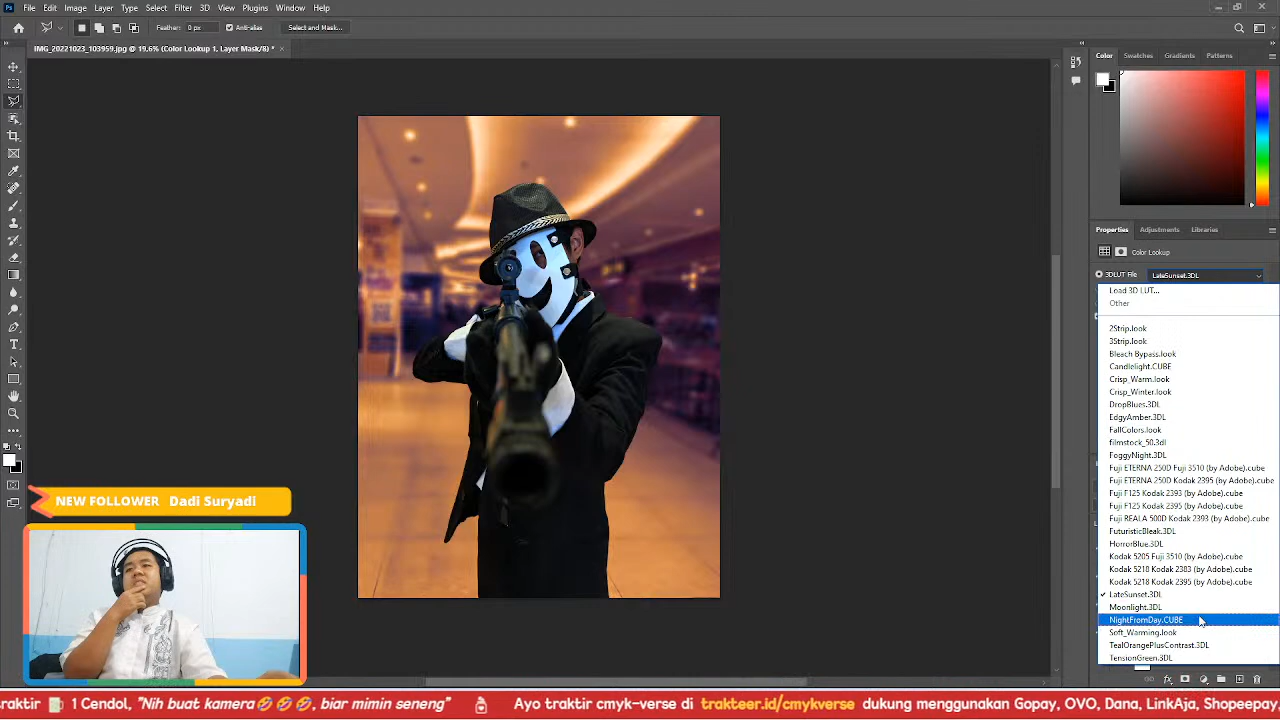 Ps File Edit Image Layer Type Select Filter 3D View Plugins Window Help
Feather: 0 px Anti-alias Select and Mask...
IMG_20221023_103959.jpg @ 19,6% (Color Lookup 1, Layer Mask/8) * ×
Color Swatches Gradients Patterns
Properties Adjustments Libraries
Color Lookup
3DLUT File LateSunset.3DL
Load 3D LUT...
Other
2Strip.look
3Strip.look
Bleach Bypass.look
Candlelight.CUBE
Crisp_Warm.look
Crisp_Winter.look
DropBlues.3DL
EdgyAmber.3DL
FallColors.look
filmstock_50.3dl
FoggyNight.3DL
Fuji ETERNA 250D Fuji 3510 (by Adobe).cube
Fuji ETERNA 250D Kodak 2395 (by Adobe).cube
Fuji F125 Kodak 2393 (by Adobe).cube
Fuji F125 Kodak 2395 (by Adobe).cube
Fuji REALA 500D Kodak 2393 (by Adobe).cube
FuturisticBleak.3DL
HorrorBlue.3DL
Kodak 5205 Fuji 3510 (by Adobe).cube
Kodak 5218 Kodak 2383 (by Adobe).cube
Kodak 5218 Kodak 2395 (by Adobe).cube
LateSunset.3DL
Moonlight.3DL
NightFromDay.CUBE
Soft_Warming.look
TealOrangePlusContrast.3DL
TensionGreen.3DL
NEW FOLLOWER Dadi Suryadi
traktir 1 Cendol, "Nih buat kamera🤣🤣🤣, biar mimin seneng" Ayo traktir cmyk-verse di trakteer.id/cmykverse dukung menggunakan Gopay, OVO, Dana, LinkAja, Shopeepay,